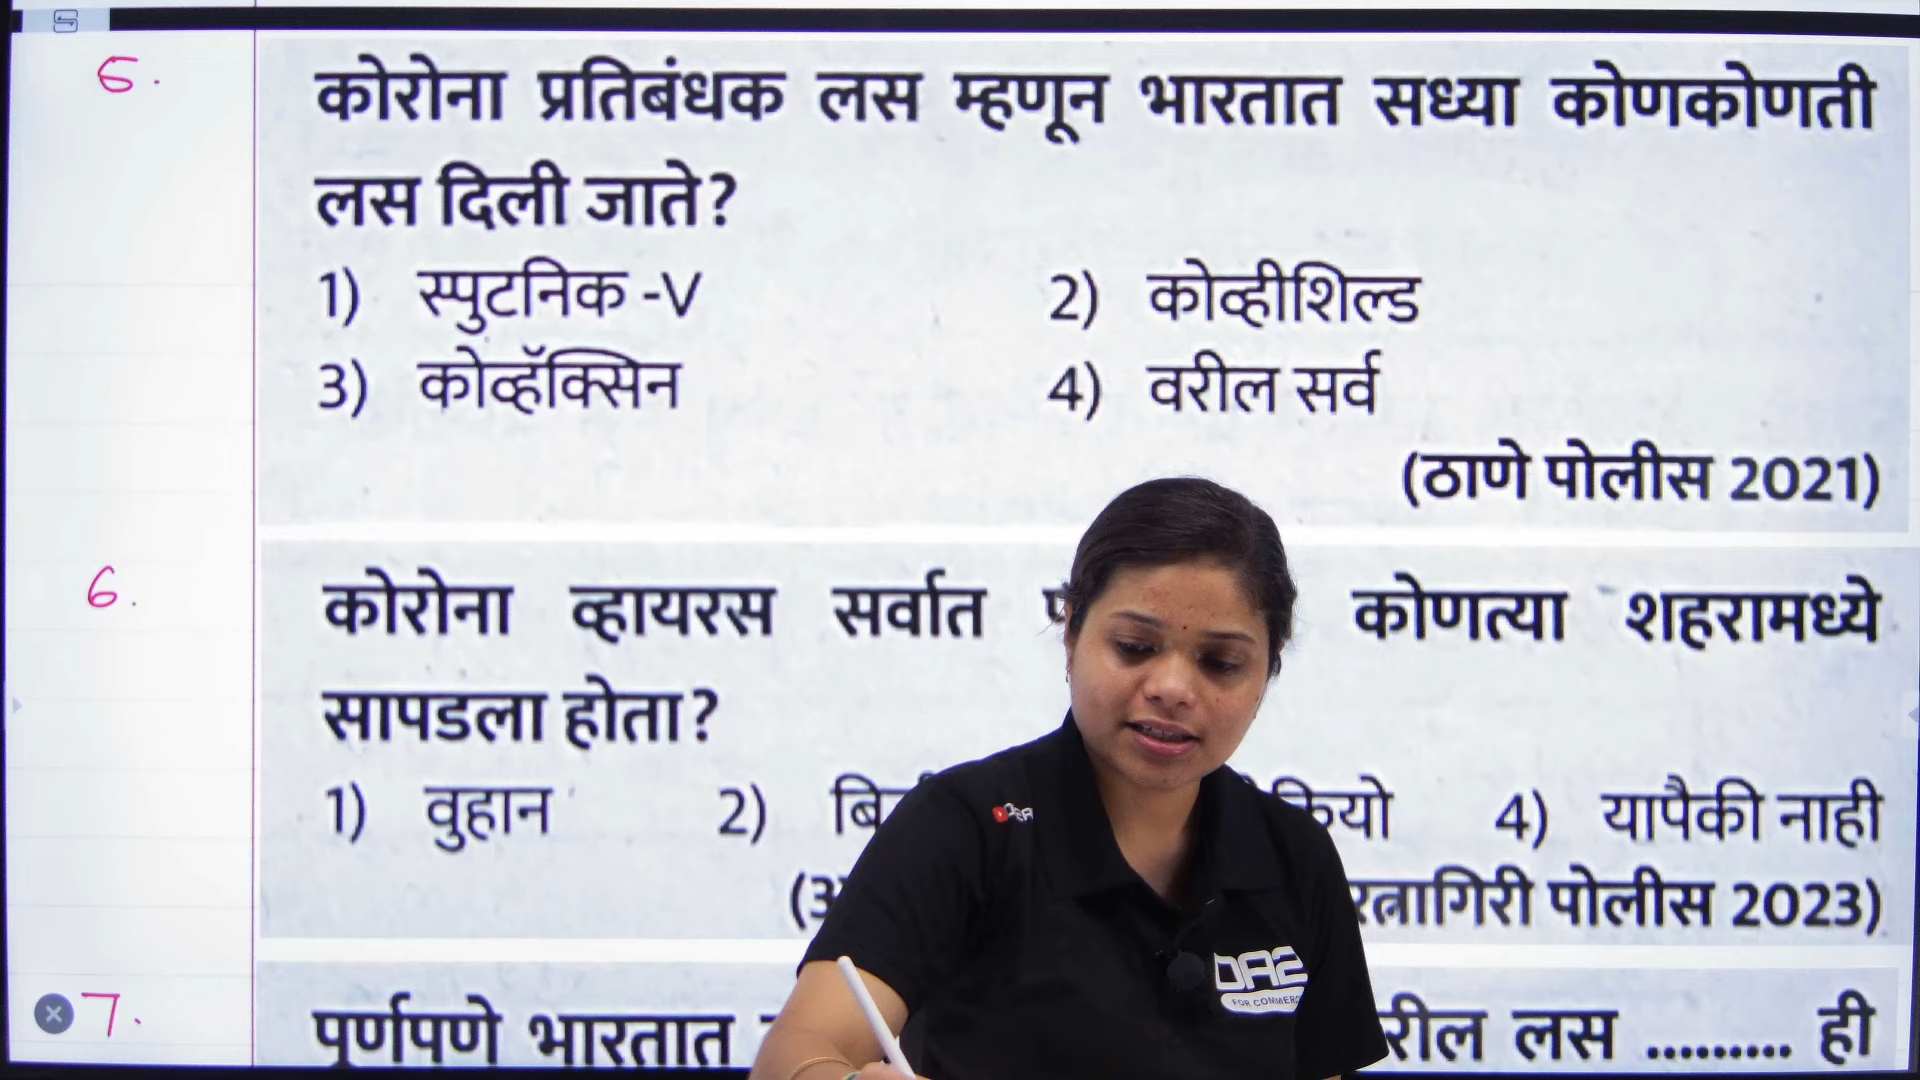 5.
कोरोना प्रतिबंधक लस म्हणून भारतात सध्या कोणकोणती
लस दिली जाते?
1) स्पुटनिक -V 2) कोव्हीशिल्ड
3) कोव्हॅक्सिन 4) वरील सर्व
(ठाणे पोलीस 2021)
6.
कोरोना व्हायरस सर्वात कोणत्या शहरामध्ये
सापडला होता?
1) वुहान 2) 4) यापैकी नाही
रत्नागिरी पोलीस 2023)
7.
पूर्णपणे भारतात लस ......... ही